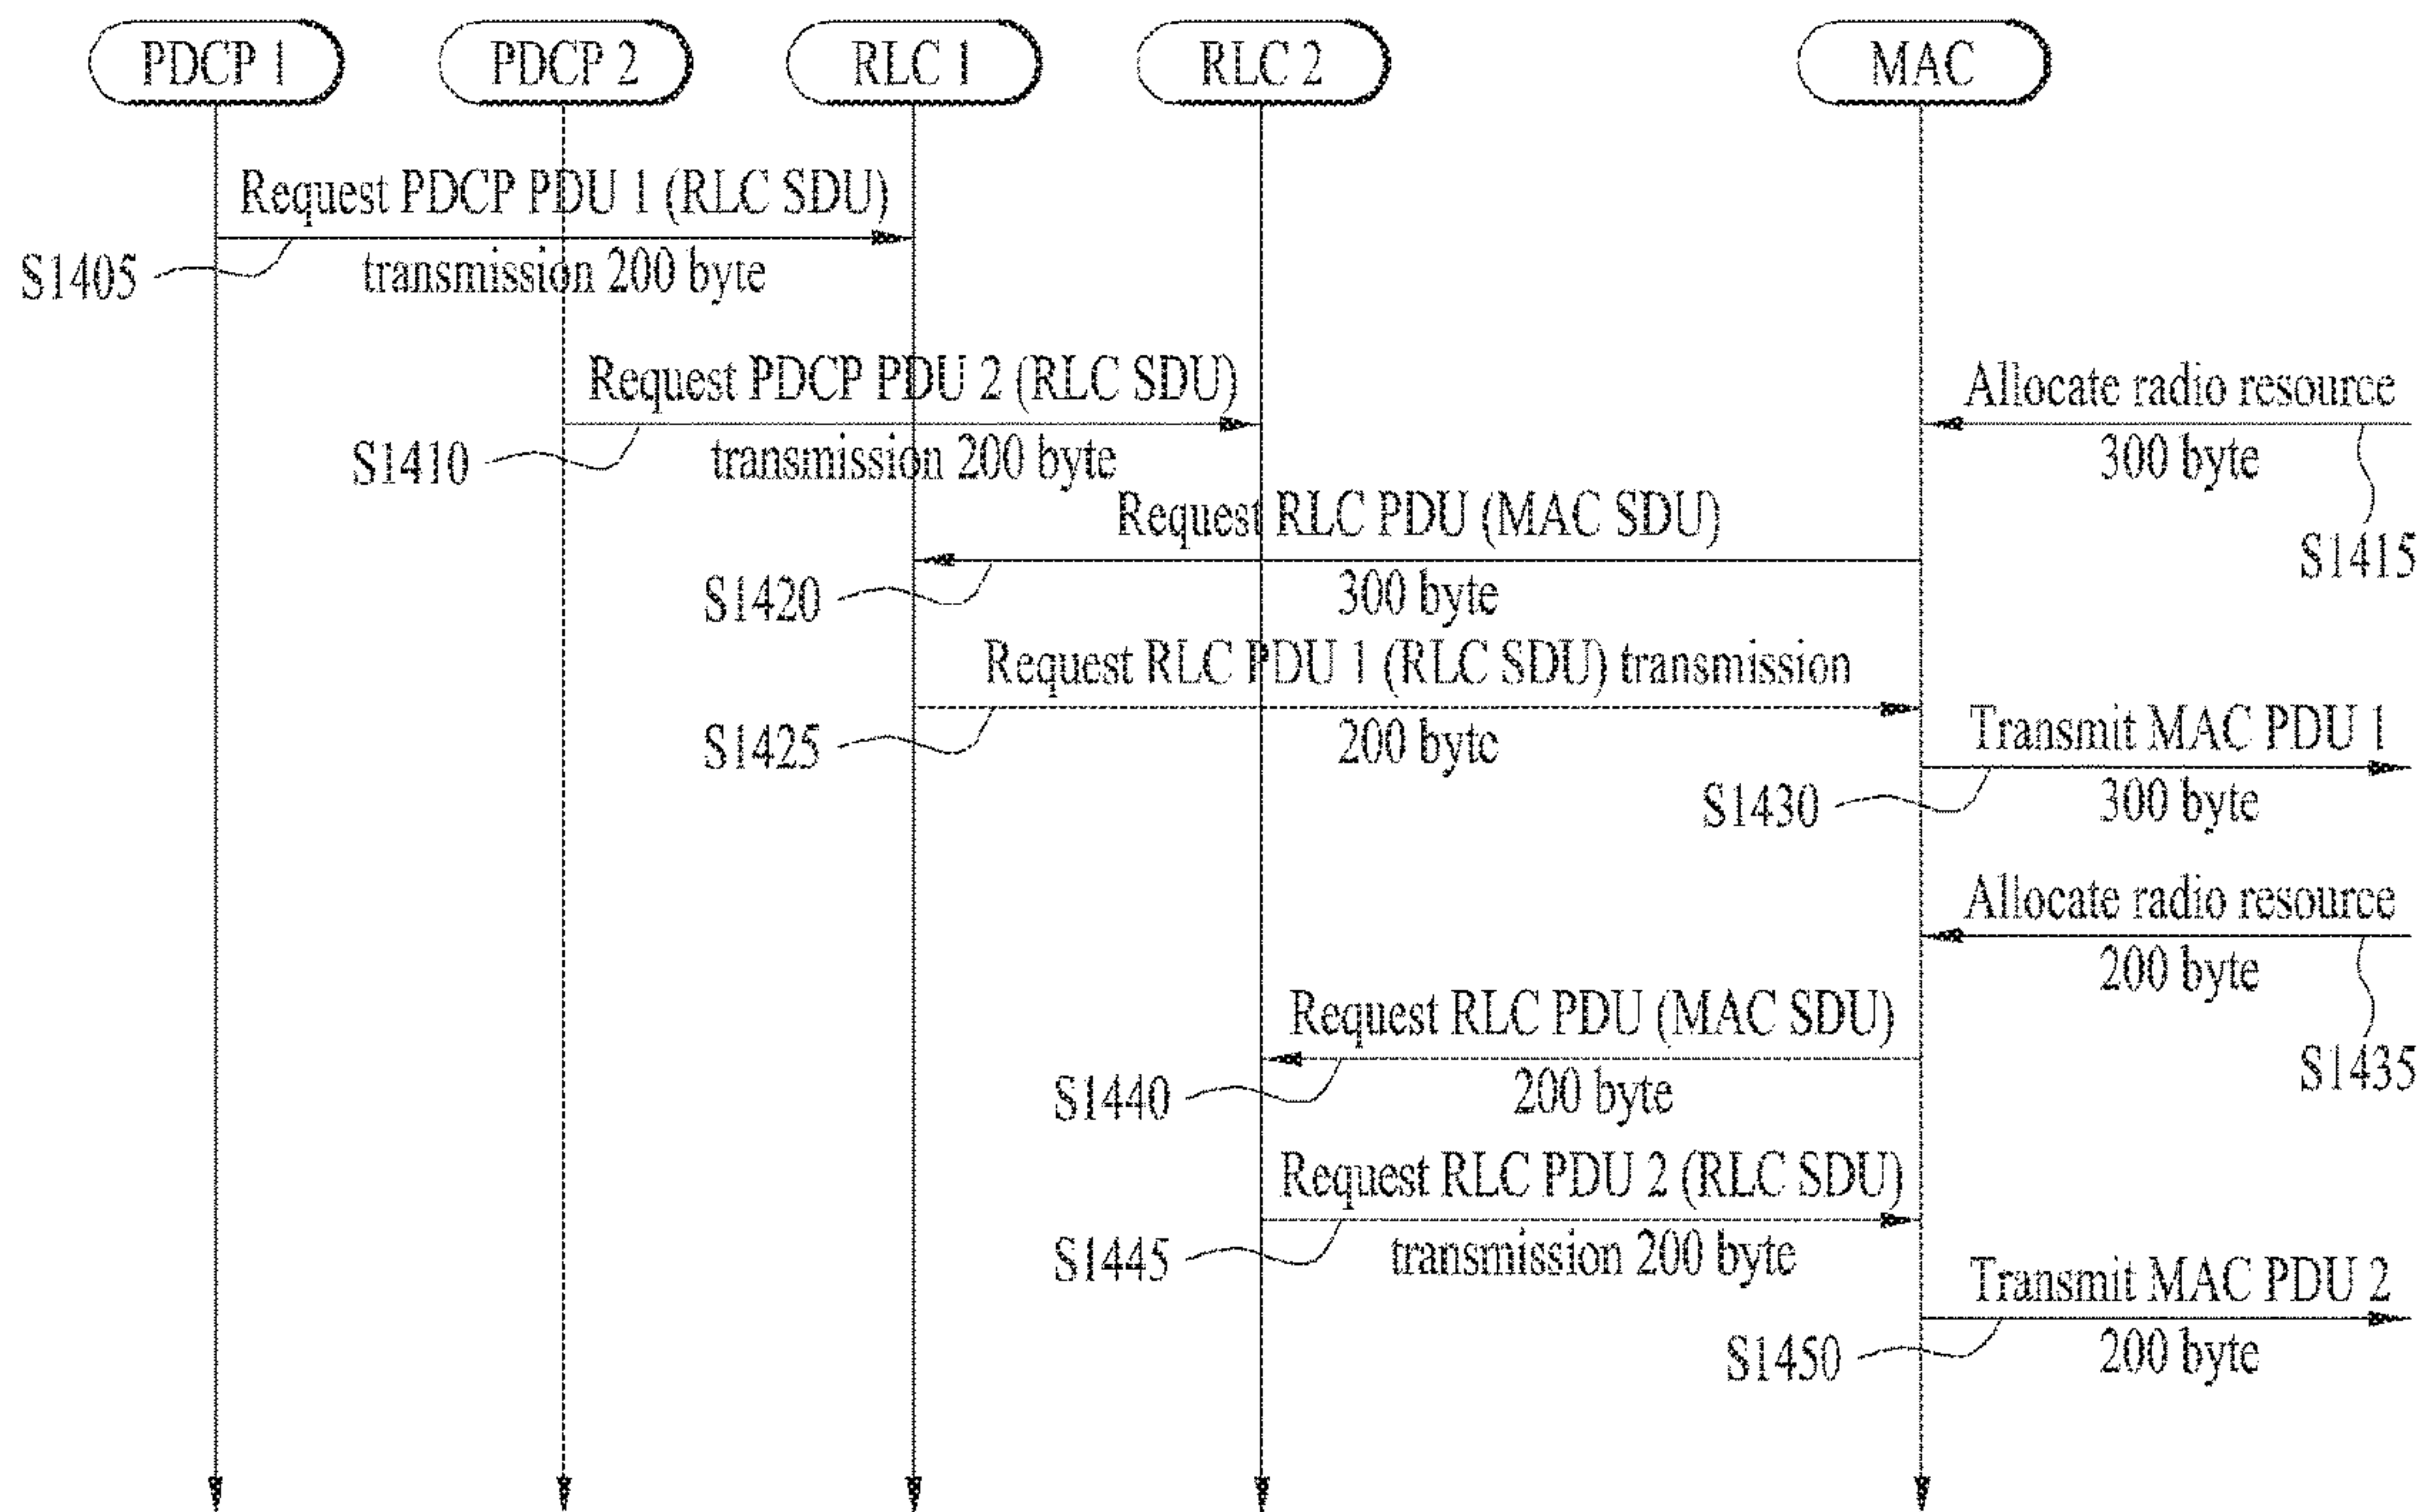 PDCP 1
PDCP 2
RLC 1
RLC 2
MAC
Request PDCP PDU 1 (RLC SDU)
transmission 200 byte
S1405
Request PDCP PDU 2 (RLC SDU)
transmission 200 byte
S1410
Allocate radio resource
300 byte
S1415
Request RLC PDU (MAC SDU)
300 byte
S1420
Request RLC PDU 1 (RLC SDU) transmission
200 byte
S1425
Transmit MAC PDU 1
300 byte
S1430
Allocate radio resource
200 byte
S1435
Request RLC PDU (MAC SDU)
200 byte
S1440
Request RLC PDU 2 (RLC SDU)
transmission 200 byte
S1445
Transmit MAC PDU 2
200 byte
S1450